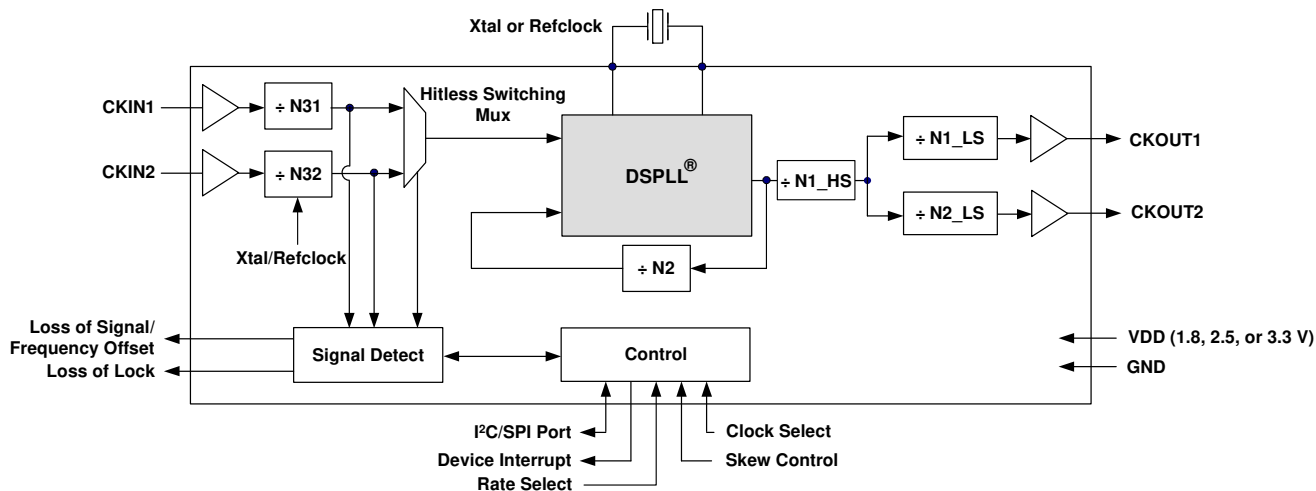 Xtal or Refclock
CKIN1
÷ N31
Hitless Switching
Mux
CKIN2
÷ N32
Xtal/Refclock
DSPLL®
÷ N1_HS
÷ N1_LS
CKOUT1
÷ N2_LS
CKOUT2
÷ N2
Loss of Signal/
Frequency Offset
Loss of Lock
Signal Detect
Control
VDD (1.8, 2.5, or 3.3 V)
GND
I²C/SPI Port
Device Interrupt
Rate Select
Clock Select
Skew Control